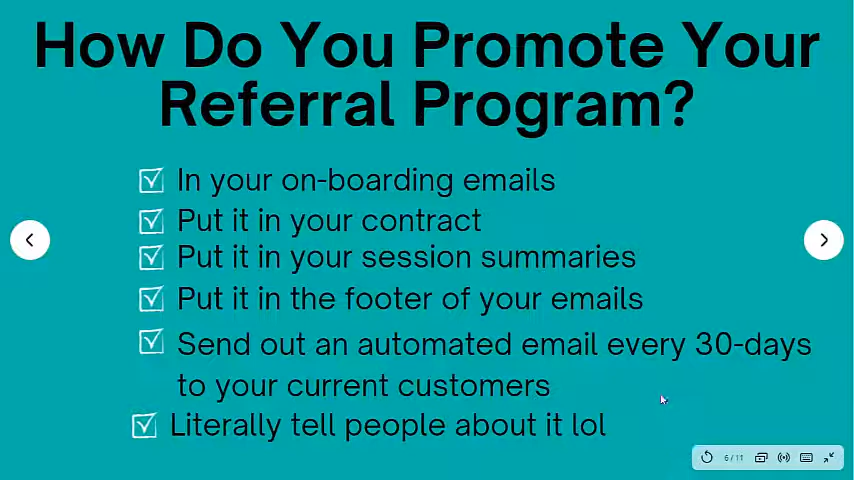 How Do You Promote Your
Referral Program?
In your on-boarding emails
Put it in your contract
Put it in your session summaries
Put it in the footer of your emails
Send out an automated email every 30-days
to your current customers
Literally tell people about it lol
6/11